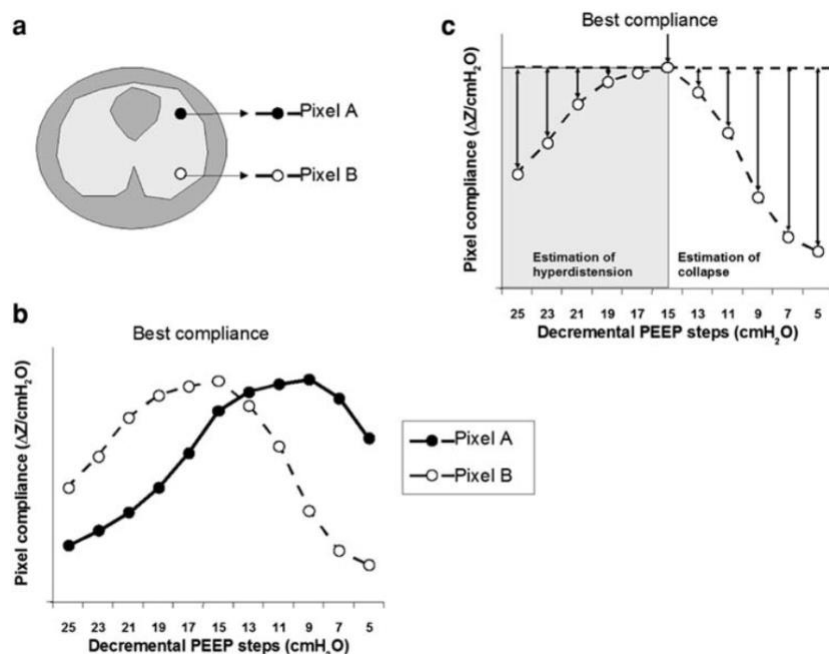 a
Pixel A
Pixel B
b
Best compliance
Pixel compliance (ΔZ/cmH₂O)
25 23 21 19 17 15 13 11 9 7 5
Decremental PEEP steps (cmH₂O)
Pixel A
Pixel B
c
Best compliance
Pixel compliance (ΔZ/cmH₂O)
Estimation of
hyperdistension
Estimation of
collapse
25 23 21 19 17 15 13 11 9 7 5
Decremental PEEP steps (cmH₂O)